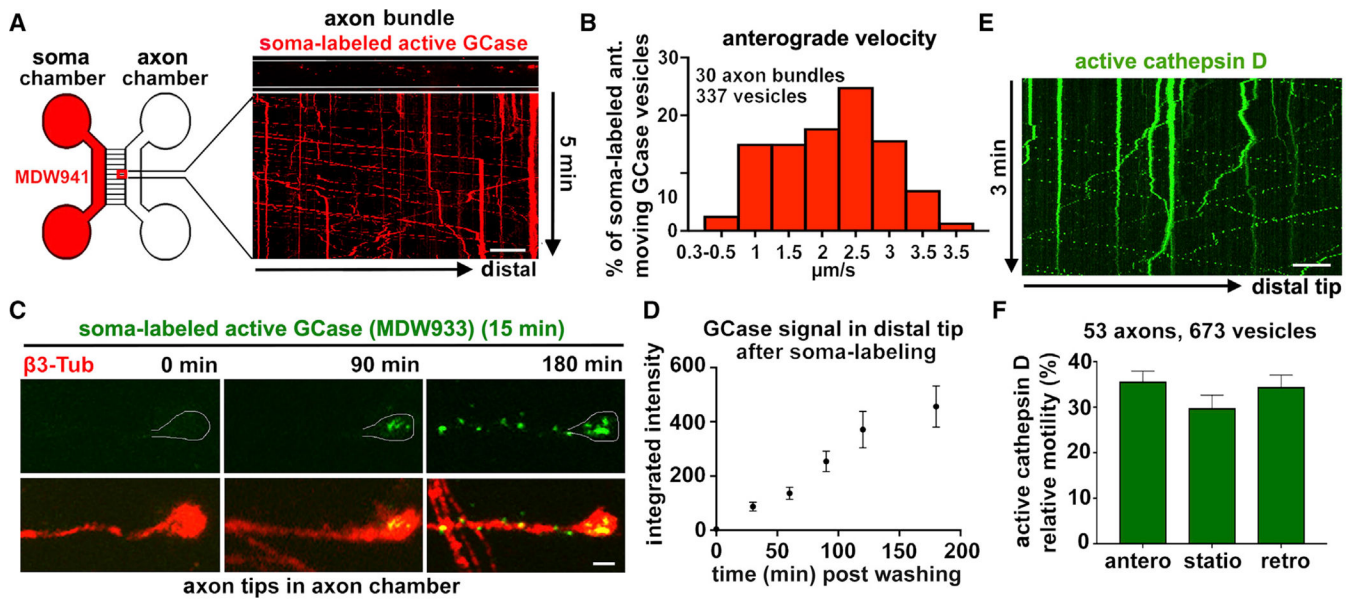 A
soma
chamber
axon
chamber
MDW941
axon bundle
soma-labeled active GCase
5 min
distal
B
anterograde velocity
30 axon bundles
337 vesicles
% of soma-labeled ant.
moving GCase vesicles
30
20
10
0
0.3-0.5 1 1.5 2 2.5 3 3.5 3.5
µm/s
C
soma-labeled active GCase (MDW933) (15 min)
β3-Tub 0 min 90 min 180 min
axon tips in axon chamber
D
GCase signal in distal tip
after soma-labeling
integrated intensity
600
400
200
0
0 50 100 150 200
time (min) post washing
E
active cathepsin D
3 min
distal tip
F
53 axons, 673 vesicles
active cathepsin D
relative motility (%)
40
30
10
10
0
antero statio retro